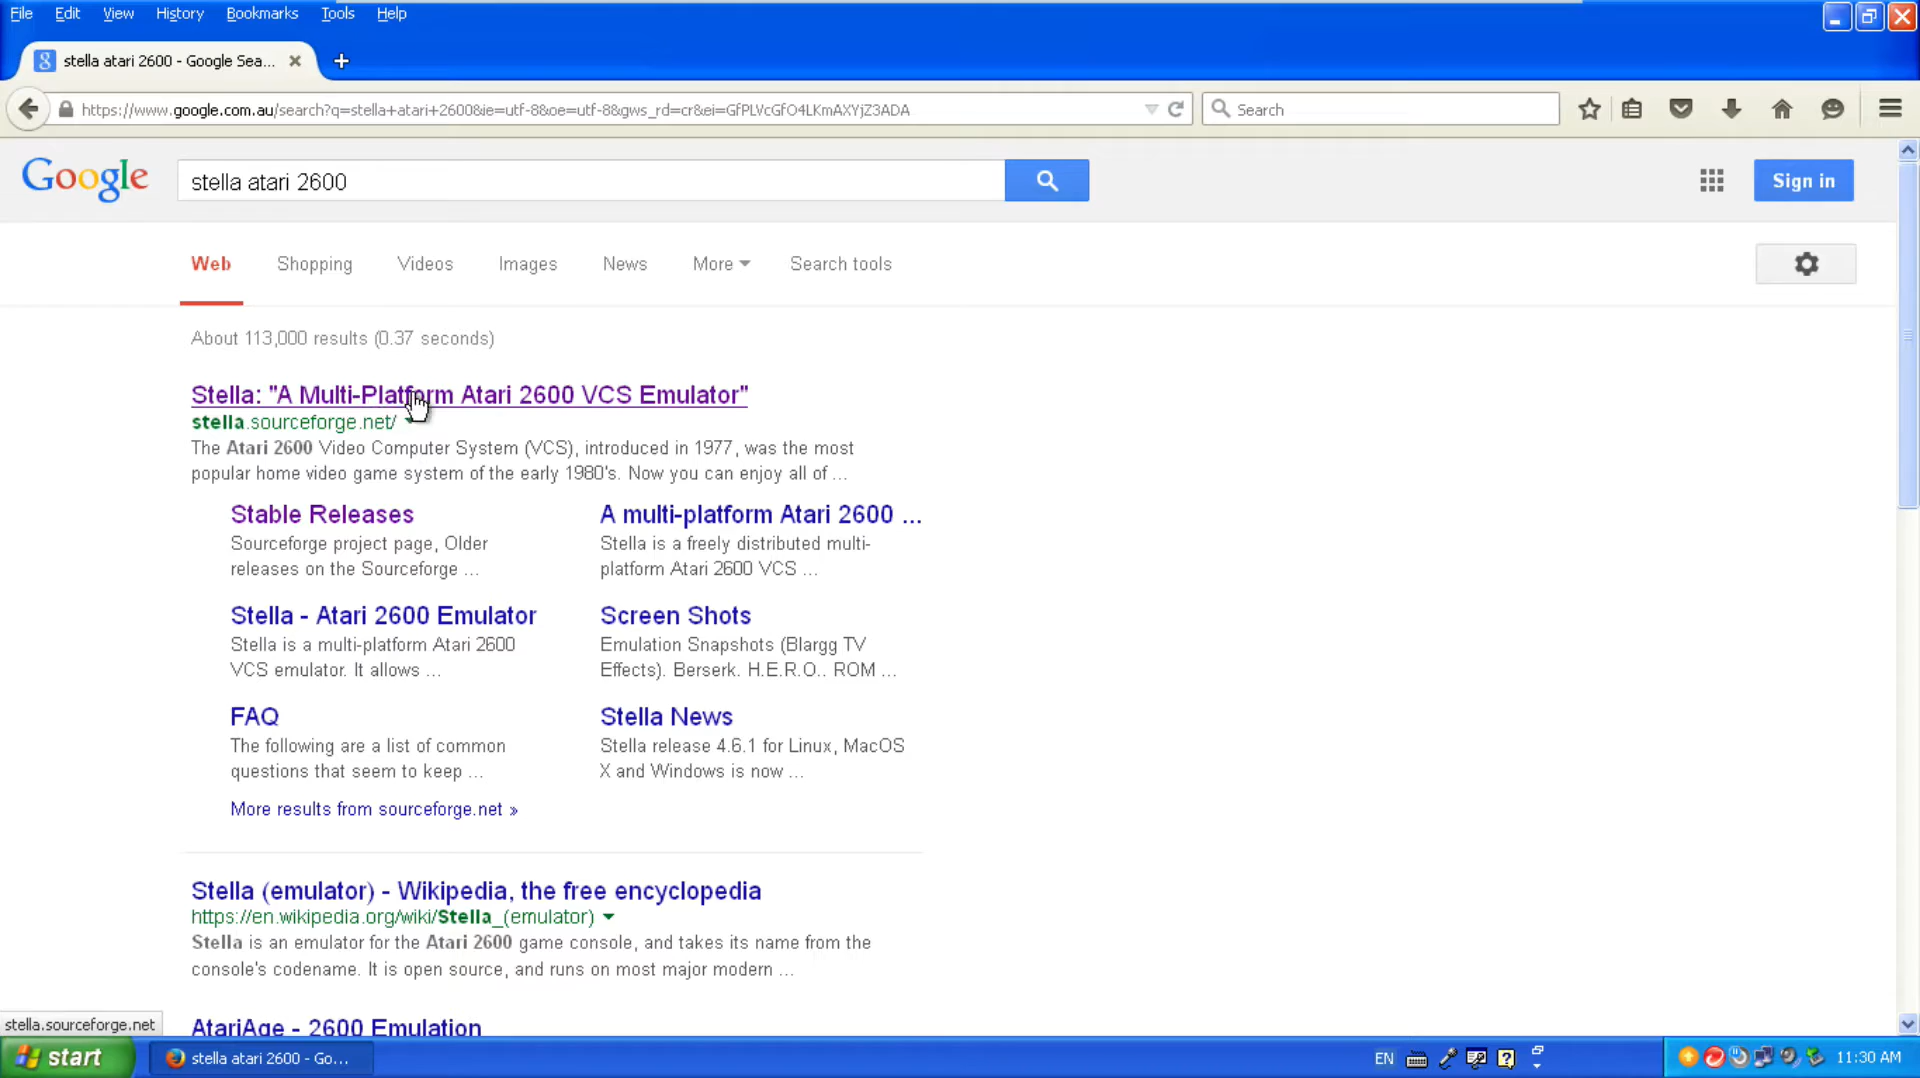 File Edit View History Bookmarks Tools Help
stella atari 2600 - Google Sea...
https://www.google.com.au/search?q=stella+atari+2600&ie=utf-8&oe=utf-8&gws_rd=cr&ei=GfPLVcGfO4LKmAXYjZ3ADA
Search
Google
stella atari 2600
Sign in
Web Shopping Videos Images News More Search tools
About 113,000 results (0.37 seconds)
Stella: "A Multi-Platform Atari 2600 VCS Emulator"
stella.sourceforge.net/
The Atari 2600 Video Computer System (VCS), introduced in 1977, was the most
popular home video game system of the early 1980's. Now you can enjoy all of ...
Stable Releases
Sourceforge project page, Older
releases on the Sourceforge ...
A multi-platform Atari 2600 ...
Stella is a freely distributed multi-
platform Atari 2600 VCS ...
Stella - Atari 2600 Emulator
Stella is a multi-platform Atari 2600
VCS emulator. It allows ...
Screen Shots
Emulation Snapshots (Blargg TV
Effects). Berserk. H.E.R.O.. ROM ...
FAQ
The following are a list of common
questions that seem to keep ...
Stella News
Stella release 4.6.1 for Linux, MacOS
X and Windows is now ...
More results from sourceforge.net »
Stella (emulator) - Wikipedia, the free encyclopedia
https://en.wikipedia.org/wiki/Stella_(emulator)
Stella is an emulator for the Atari 2600 game console, and takes its name from the
console's codename. It is open source, and runs on most major modern ...
AtariAge - 2600 Emulation
stella.sourceforge.net
start
stella atari 2600 - Go...
EN
11:30 AM